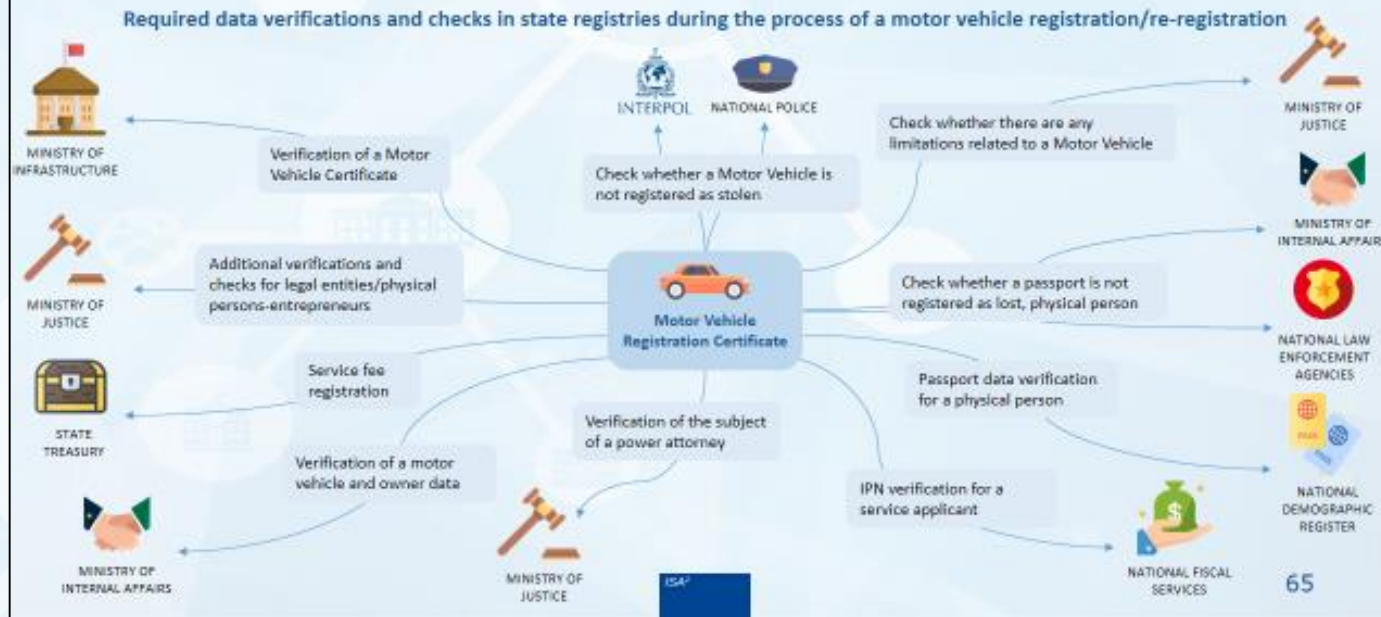 Required data verifications and checks in state registries during the process of a motor vehicle registration/re-registration
MINISTRY OF
INFRASTRUCTURE
Verification of a Motor
Vehicle Certificate
INTERPOL
NATIONAL POLICE
Check whether a Motor Vehicle is
not registered as stolen
Check whether there are any
limitations related to a Motor Vehicle
MINISTRY OF
JUSTICE
MINISTRY OF
INTERNAL AFFAIR
MINISTRY OF
JUSTICE
Additional verifications and
checks for legal entities/physical
persons-entrepreneurs
Motor Vehicle
Registration Certificate
Check whether a passport is not
registered as lost, physical person
NATIONAL LAW
ENFORCEMENT
AGENCIES
STATE
TREASURY
Service fee
registration
Passport data verification
for a physical person
NATIONAL
DEMOGRAPHIC
REGISTER
Verification of a motor
vehicle and owner data
Verification of the subject
of a power attorney
IPN verification for a
service applicant
MINISTRY OF
INTERNAL AFFAIRS
MINISTRY OF
JUSTICE
ISA²
NATIONAL FISCAL
SERVICES
65